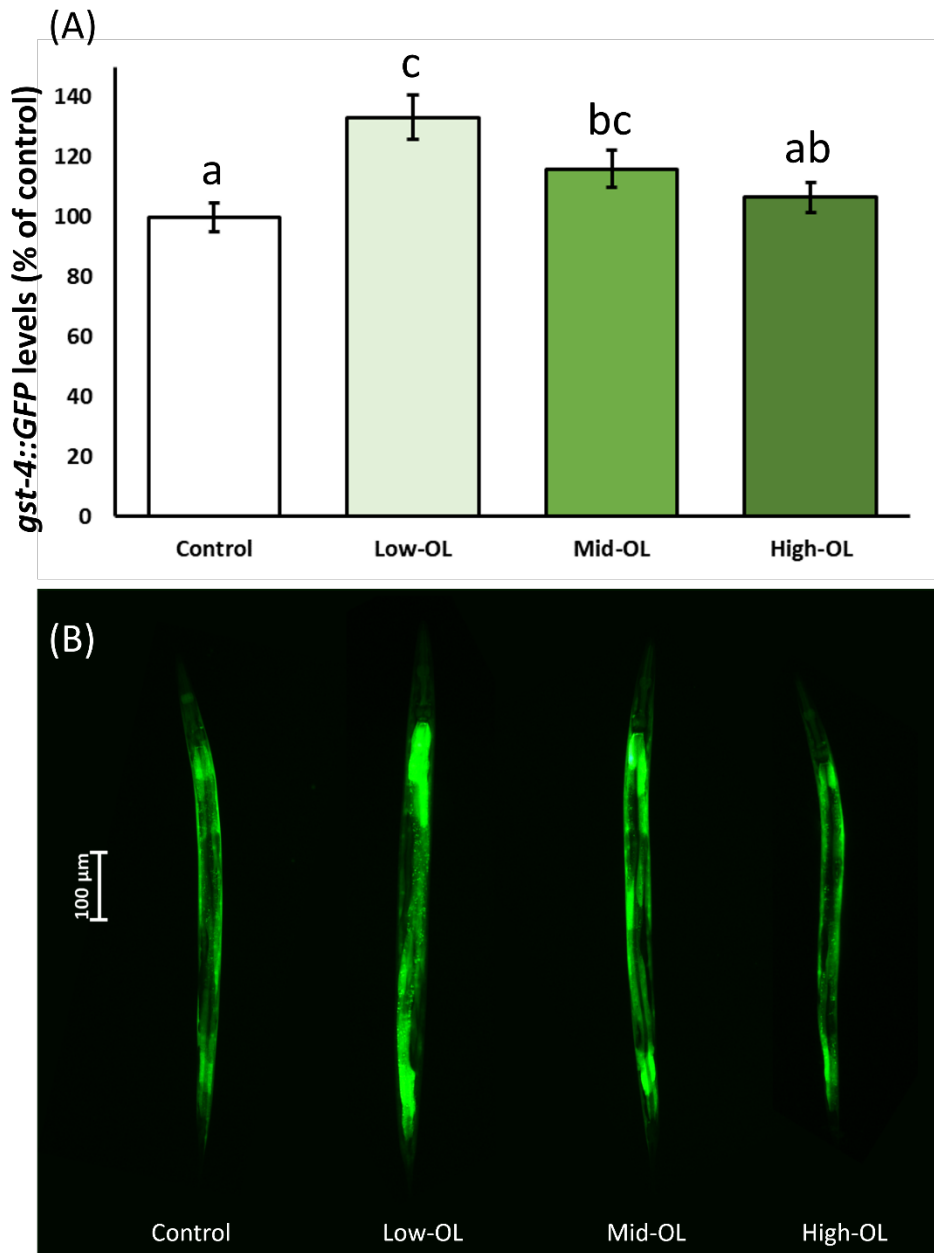 (A)
gst-4::GFP levels (% of control)
140
120
100
80
60
40
20
0
a
c
bc
ab
Control Low-OL Mid-OL High-OL
(B)
100 µm
Control Low-OL Mid-OL High-OL